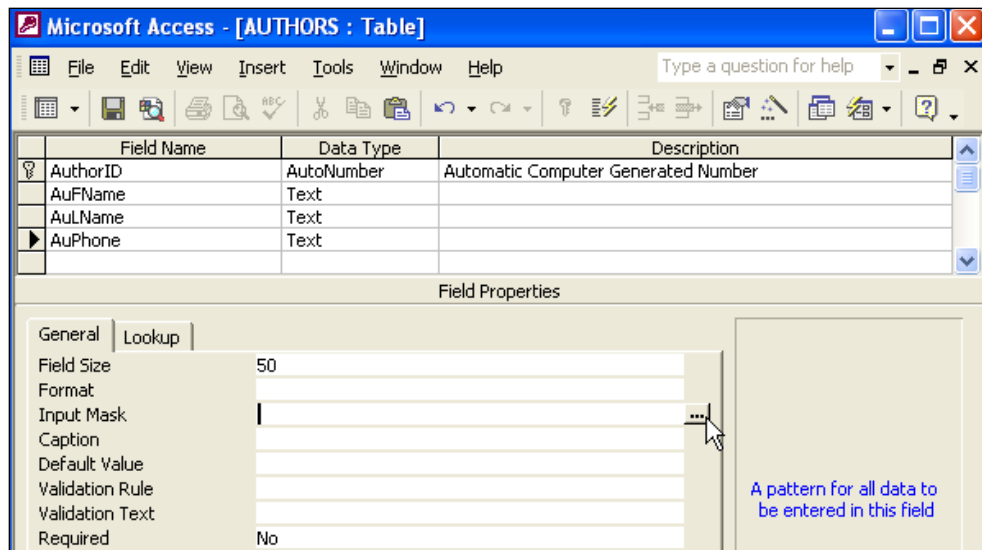 Microsoft Access - [AUTHORS : Table]
File Edit View Insert Tools Window Help Type a question for help
ABC
Field Name Data Type Description
AuthorID AutoNumber Automatic Computer Generated Number
AuFName Text
AuLName Text
AuPhone Text
Field Properties
General Lookup
Field Size 50
Format
Input Mask ...
Caption
Default Value
Validation Rule
Validation Text
Required No
A pattern for all data to
be entered in this field